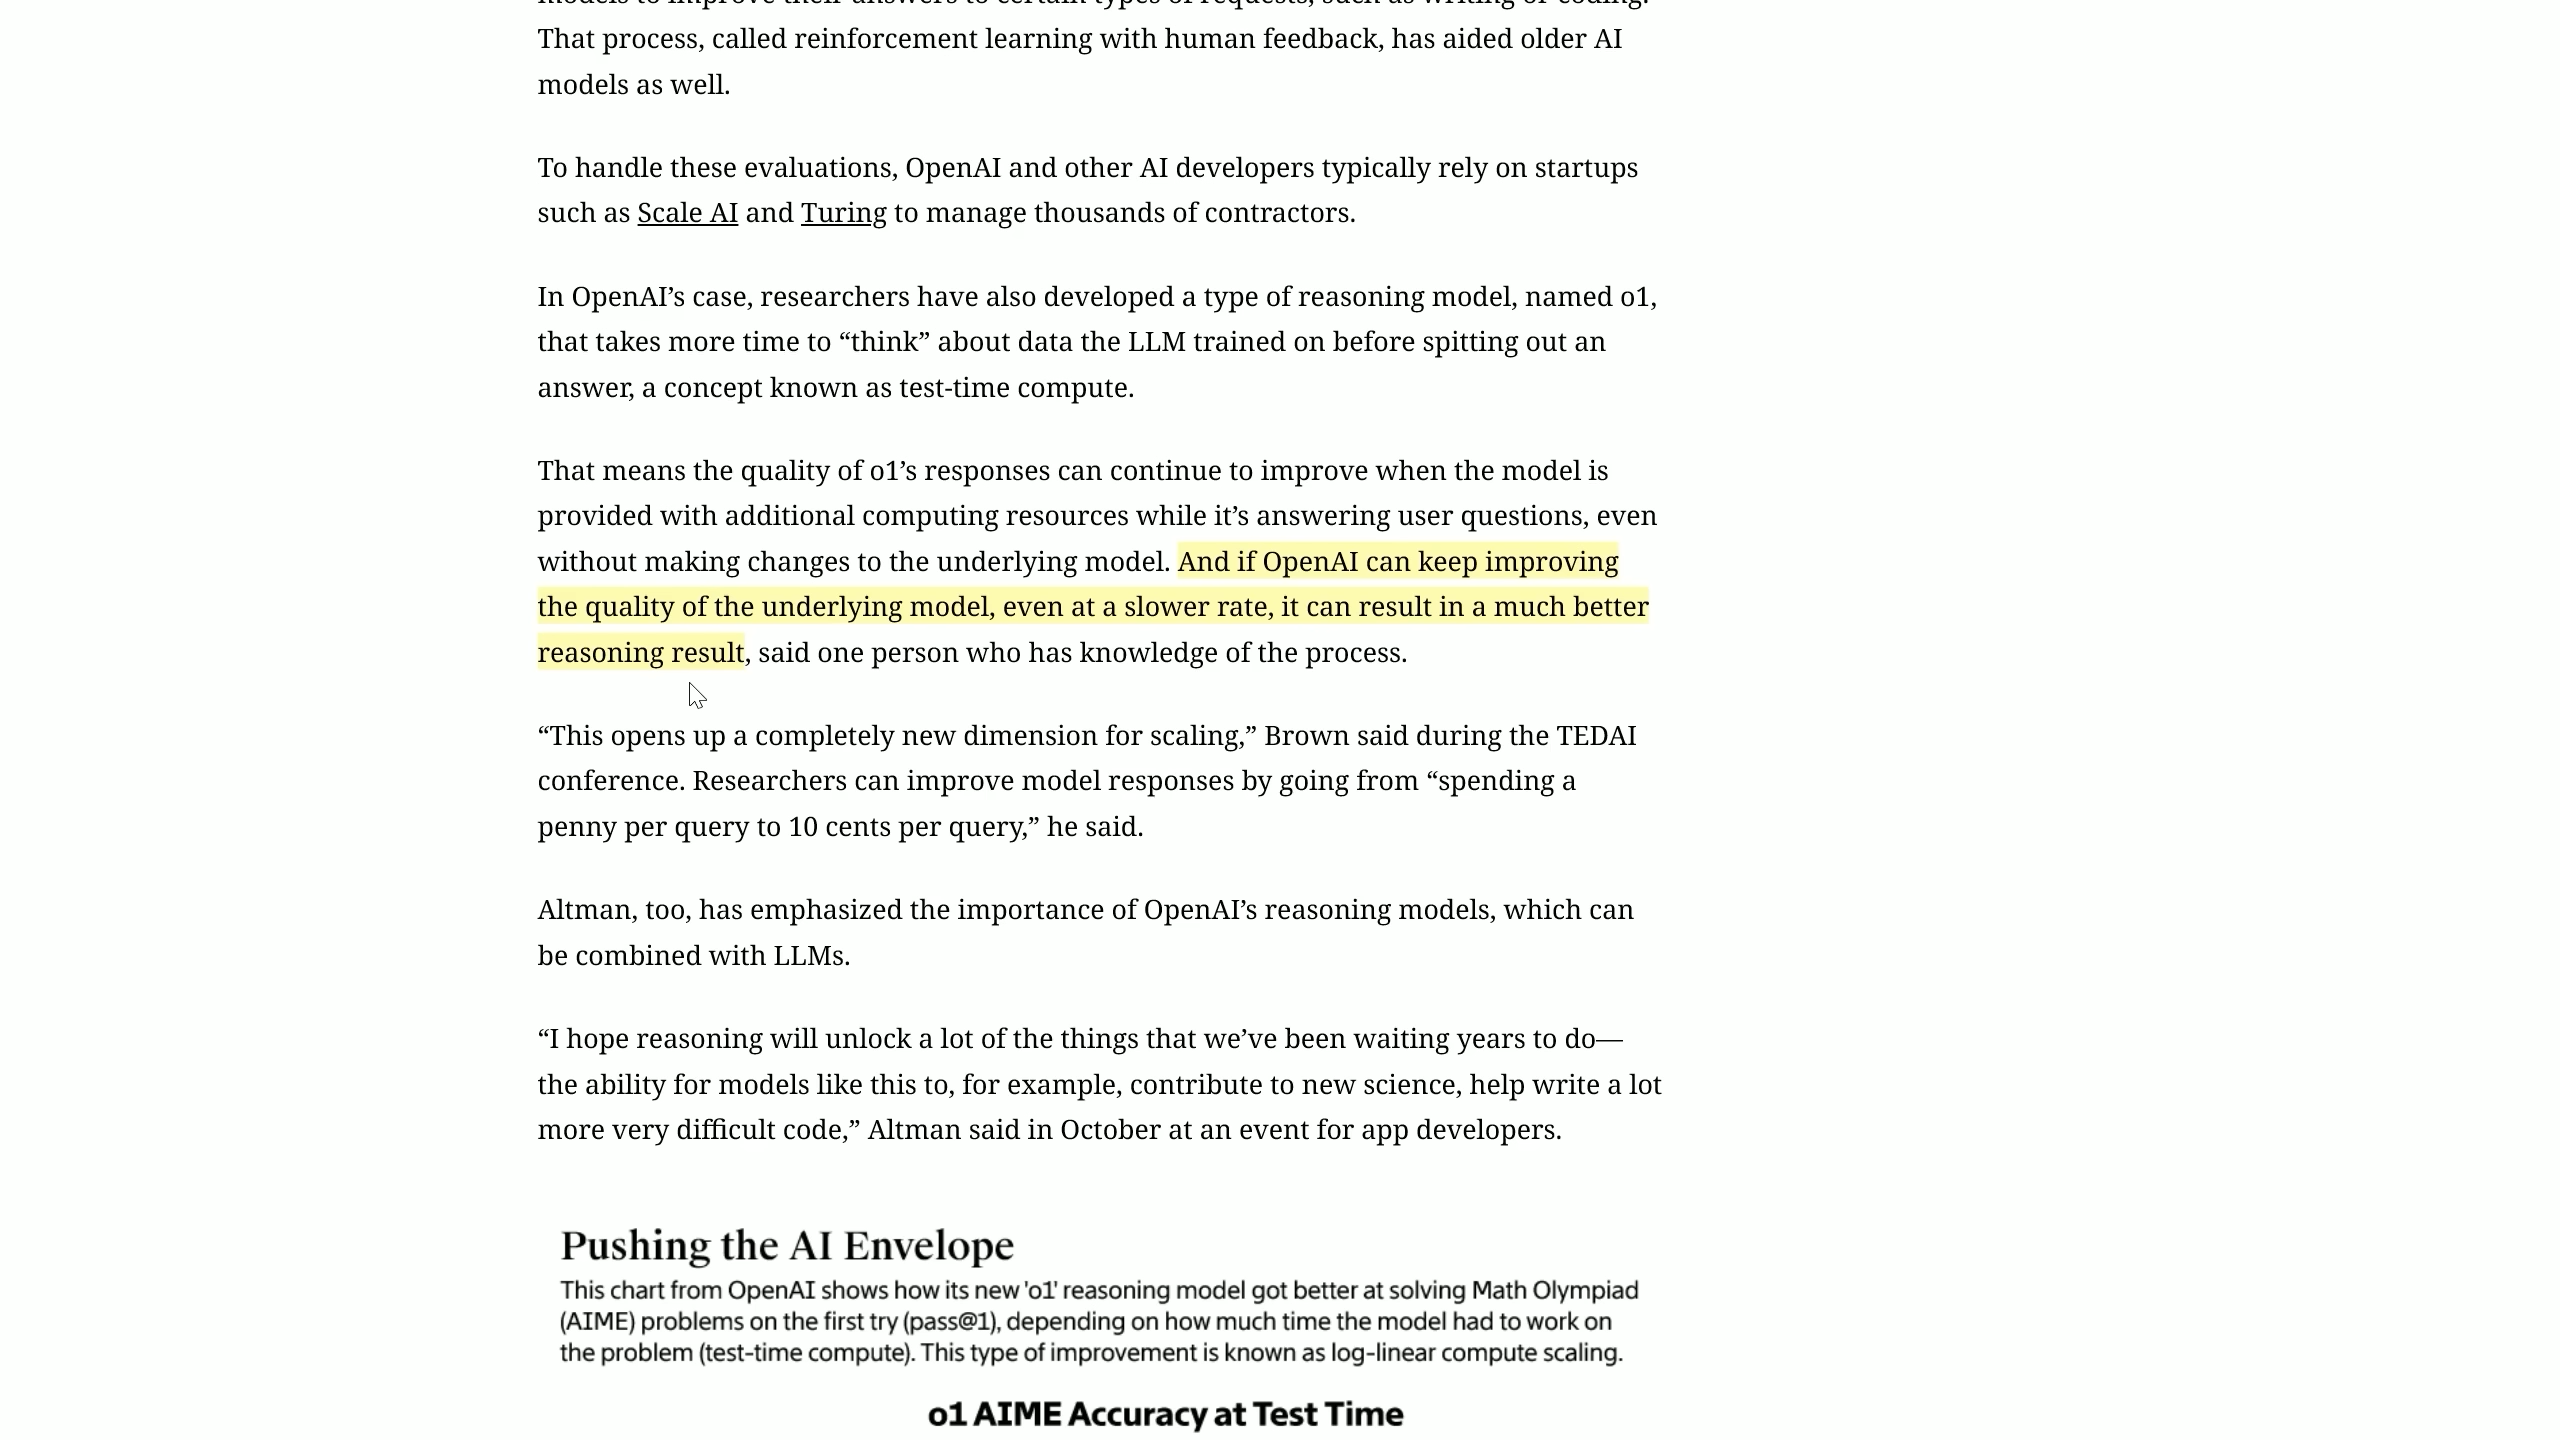 models to improve their answers to certain types of requests, such as writing or coding.
That process, called reinforcement learning with human feedback, has aided older AI
models as well.
To handle these evaluations, OpenAI and other AI developers typically rely on startups
such as Scale AI and Turing to manage thousands of contractors.
In OpenAI’s case, researchers have also developed a type of reasoning model, named o1,
that takes more time to “think” about data the LLM trained on before spitting out an
answer, a concept known as test-time compute.
That means the quality of o1’s responses can continue to improve when the model is
provided with additional computing resources while it’s answering user questions, even
without making changes to the underlying model. And if OpenAI can keep improving
the quality of the underlying model, even at a slower rate, it can result in a much better
reasoning result, said one person who has knowledge of the process.
“This opens up a completely new dimension for scaling,” Brown said during the TEDAI
conference. Researchers can improve model responses by going from “spending a
penny per query to 10 cents per query,” he said.
Altman, too, has emphasized the importance of OpenAI’s reasoning models, which can
be combined with LLMs.
“I hope reasoning will unlock a lot of the things that we’ve been waiting years to do—
the ability for models like this to, for example, contribute to new science, help write a lot
more very difficult code,” Altman said in October at an event for app developers.
Pushing the AI Envelope
This chart from OpenAI shows how its new 'o1' reasoning model got better at solving Math Olympiad
(AIME) problems on the first try (pass@1), depending on how much time the model had to work on
the problem (test-time compute). This type of improvement is known as log-linear compute scaling.
o1 AIME Accuracy at Test Time